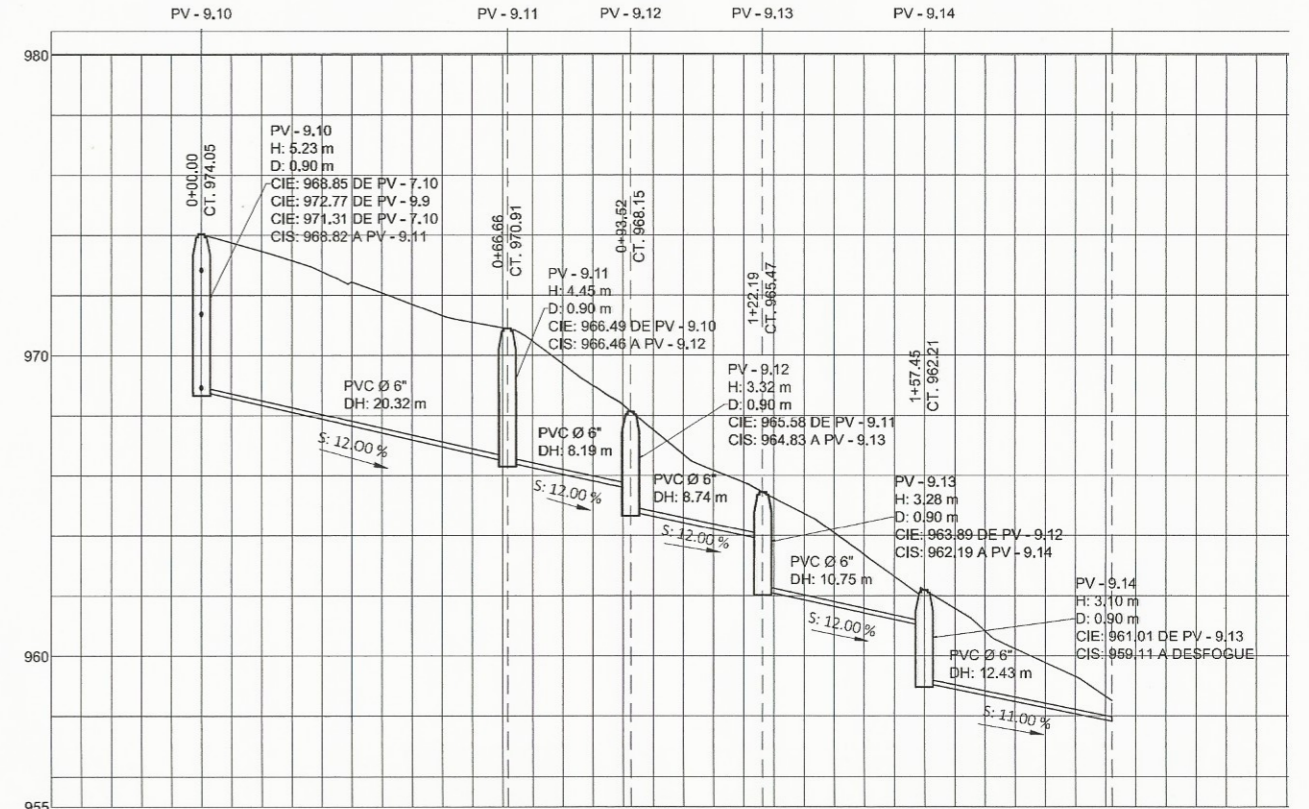 PV - 9.10
PV - 9.11
PV - 9.12
PV - 9.13
PV - 9.14
980
970
960
955
0+00.00
CT. 974.05
PV - 9.10
H: 5.23 m
D: 0.90 m
CIE: 968.85 DE PV - 7.10
CIE: 972.77 DE PV - 9.9
CIE: 971.31 DE PV - 7.10
CIS: 968.82 A PV - 9.11
PVC Ø 6"
DH: 20.32 m
S: 12.00 %
0+66.66
CT. 970.91
PV - 9.11
H: 4.45 m
D: 0.90 m
CIE: 966.49 DE PV - 9.10
CIS: 966.46 A PV - 9.12
PVC Ø 6"
DH: 8.19 m
S: 12.00 %
0+93.52
CT. 968.15
PV - 9.12
H: 3.32 m
D: 0.90 m
CIE: 965.58 DE PV - 9.11
CIS: 964.83 A PV - 9.13
PVC Ø 6"
DH: 8.74 m
S: 12.00 %
1+22.19
CT. 965.47
PV - 9.13
H: 3.28 m
D: 0.90 m
CIE: 963.89 DE PV - 9.12
CIS: 962.19 A PV - 9.14
PVC Ø 6"
DH: 10.75 m
S: 12.00 %
1+57.45
CT. 962.21
PV - 9.14
H: 3.10 m
D: 0.90 m
CIE: 961.01 DE PV - 9.13
CIS: 959.11 A DESFOGUE
PVC Ø 6"
DH: 12.43 m
S: 11.00 %